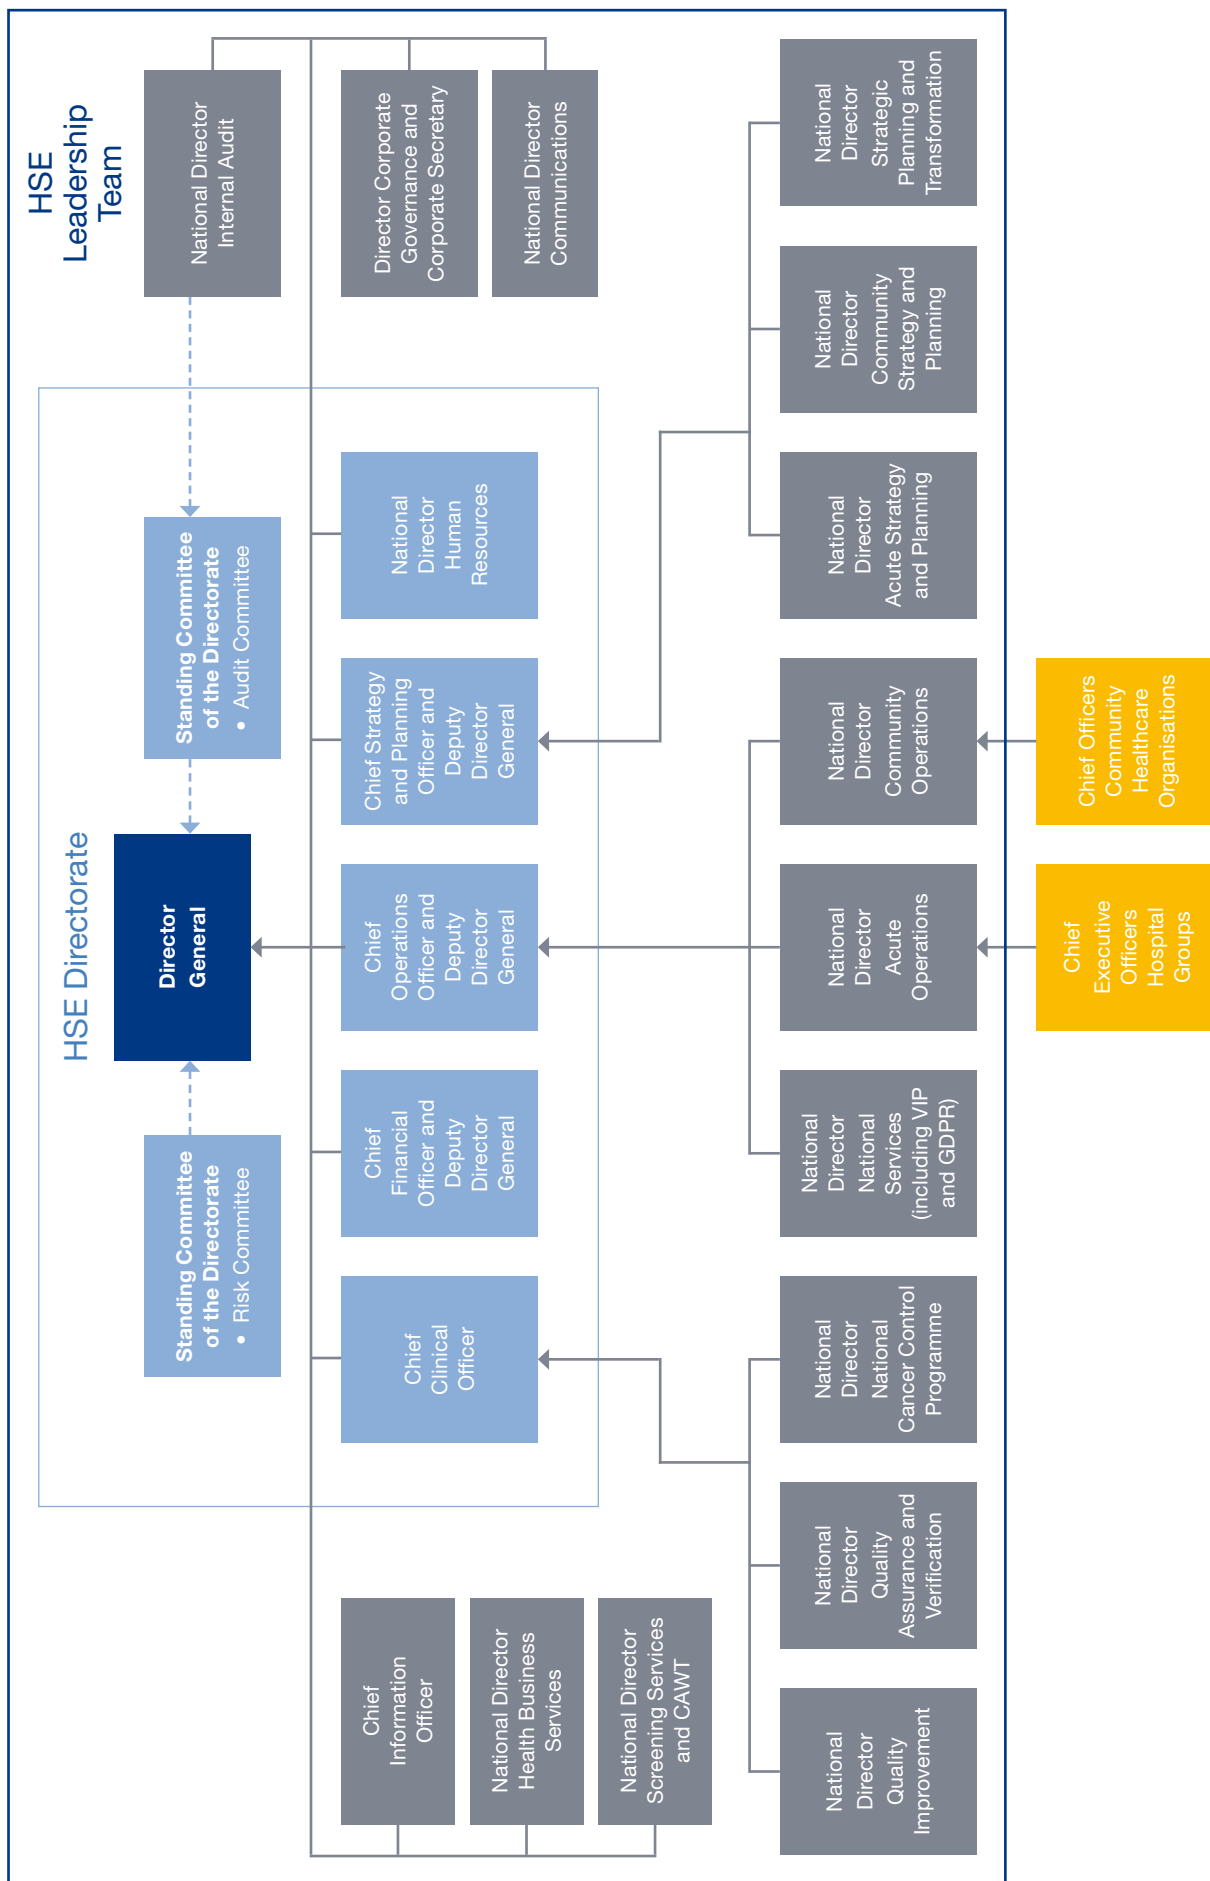 HSE Directorate
HSE
Leadership
Team
Standing Committee
of the Directorate
• Risk Committee
Director
General
Standing Committee
of the Directorate
• Audit Committee
National Director
Internal Audit
Chief
Information
Officer
National Director
Health Business
Services
National Director
Screening Services
and CAWT
Chief
Clinical
Officer
Chief
Financial
Officer and
Deputy
Director
General
Chief
Operations
Officer and
Deputy
Director
General
Chief Strategy
and Planning
Officer and
Deputy
Director
General
National
Director
Human
Resources
Director Corporate
Governance and
Corporate Secretary
National Director
Communications
National
Director
Quality
Improvement
National
Director
Quality
Assurance and
Verification
National
Director
National
Cancer Control
Programme
National
Director
National
Services
(including VIP
and GDPR)
National
Director
Acute
Operations
National
Director
Community
Operations
National
Director
Acute Strategy
and Planning
National
Director
Community
Strategy and
Planning
National
Director
Strategic
Planning and
Transformation
Chief
Executive
Officers
Hospital
Groups
Chief Officers
Community
Healthcare
Organisations